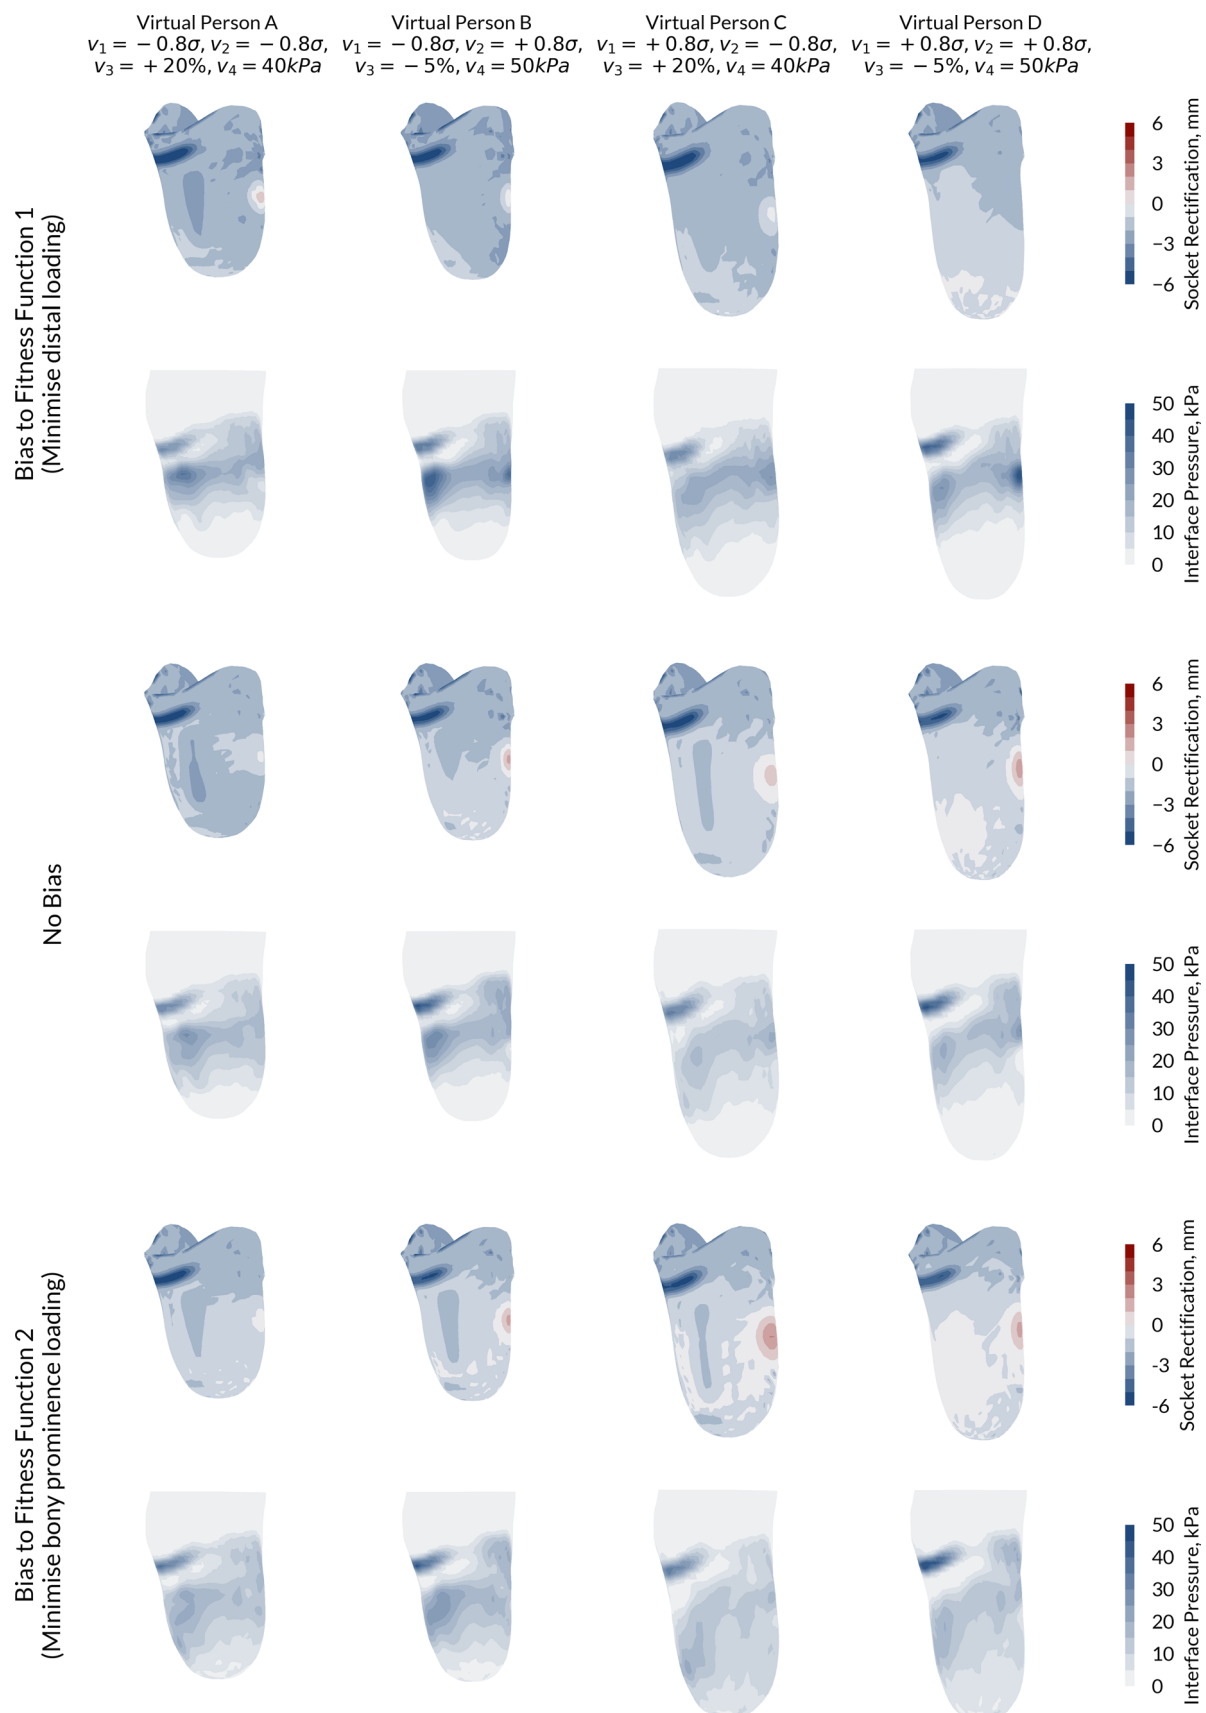 Virtual Person A
v₁ = −0.8σ, v₂ = −0.8σ,
v₃ = +20%, v₄ = 40kPa
Virtual Person B
v₁ = −0.8σ, v₂ = +0.8σ,
v₃ = −5%, v₄ = 50kPa
Virtual Person C
v₁ = +0.8σ, v₂ = −0.8σ,
v₃ = +20%, v₄ = 40kPa
Virtual Person D
v₁ = +0.8σ, v₂ = +0.8σ,
v₃ = −5%, v₄ = 50kPa
Bias to Fitness Function 1
(Minimise distal loading)
6
3
0
−3
−6
Socket Rectification, mm
50
40
30
20
10
0
Interface Pressure, kPa
No Bias
6
3
0
−3
−6
Socket Rectification, mm
50
40
30
20
10
0
Interface Pressure, kPa
Bias to Fitness Function 2
(Minimise bony prominence loading)
6
3
0
-3
-6
Socket Rectification, mm
50
40
30
20
10
0
Interface Pressure, kPa